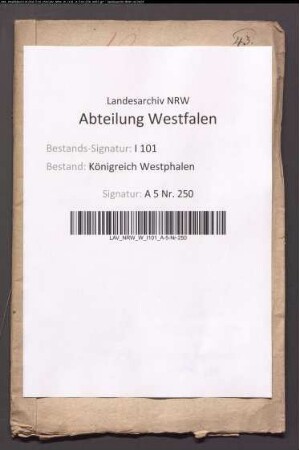 Landesarchiv NRW
Abteilung Westfalen
Bestands-Signatur: I 101
Bestand: Königreich Westphalen
Signatur: A 5 Nr. 250
LAV_NRW_W_I101_A-5-Nr-250